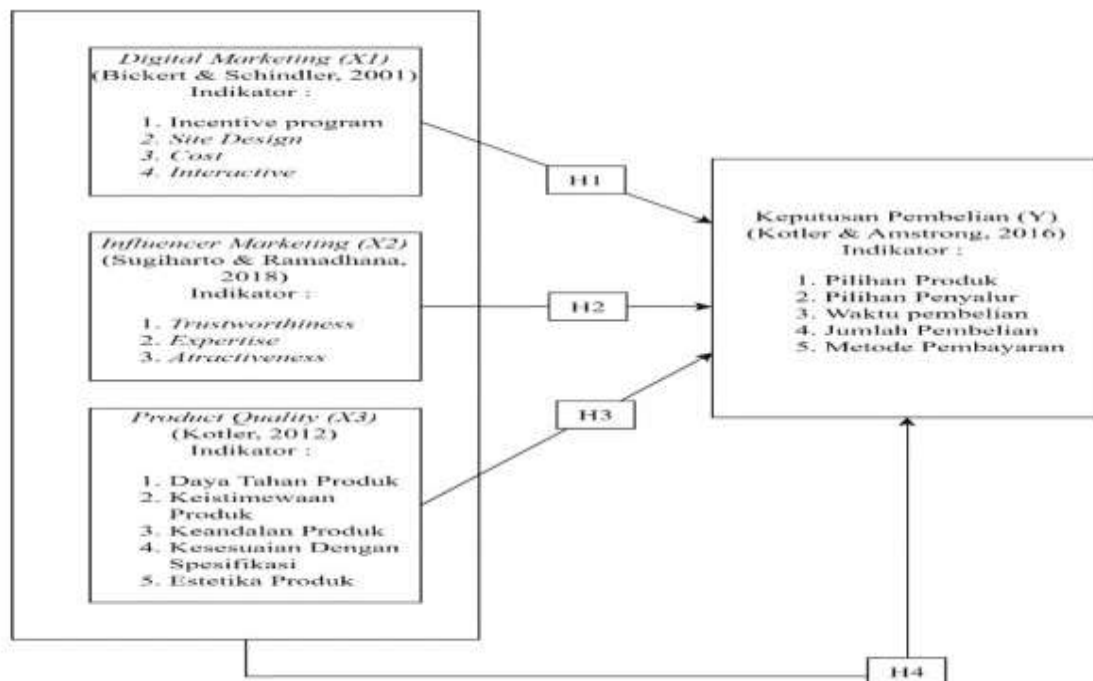 Digital Marketing (X1)
(Bickert & Schindler, 2001)
Indikator :
1. Incentive program
2. Site Design
3. Cost
4. Interactive
H1
Influencer Marketing (X2)
(Sugiharto & Ramadhana,
2018)
Indikator :
1. Trustworthiness
2. Expertise
3. Atractiveness
H2
Product Quality (X3)
(Kotler, 2012)
Indikator :
1. Daya Tahan Produk
2. Keistimewaan
Produk
3. Keandalan Produk
4. Kesesuaian Dengan
Spesifikasi
5. Estetika Produk
H3
Keputusan Pembelian (Y)
(Kotler & Amstrong, 2016)
Indikator :
1. Pilihan Produk
2. Pilihan Penyalur
3. Waktu pembelian
4. Jumlah Pembelian
5. Metode Pembayaran
H4